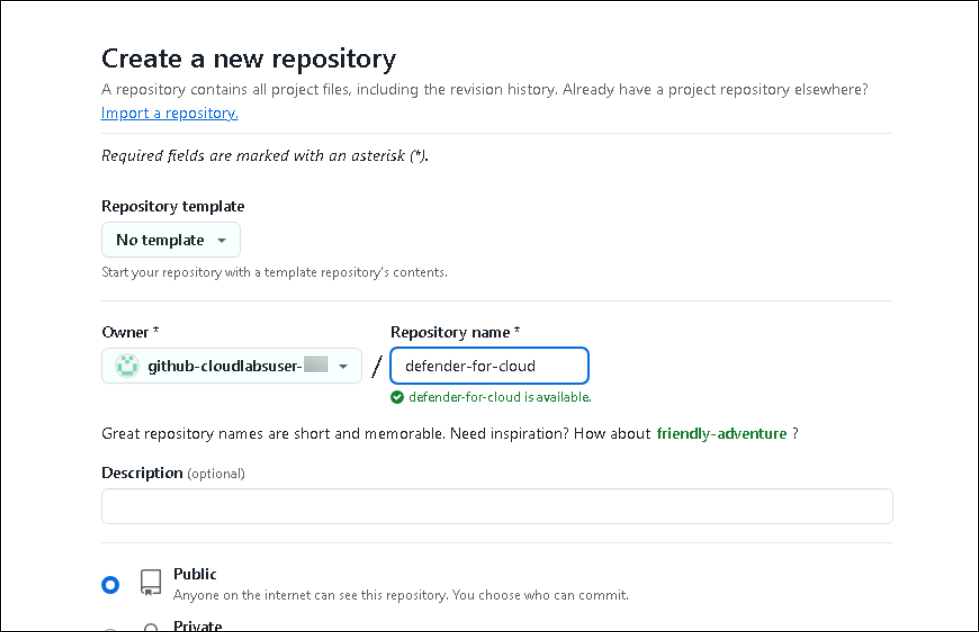 Create a new repository
A repository contains all project files, including the revision history. Already have a project repository elsewhere?
Import a repository.
Required fields are marked with an asterisk (*).
Repository template
No template
Start your repository with a template repository's contents.
Owner *
Repository name *
github-cloudlabsuser-
/
defender-for-cloud
defender-for-cloud is available.
Great repository names are short and memorable. Need inspiration? How about friendly-adventure ?
Description (optional)
Public
Anyone on the internet can see this repository. You choose who can commit.
Private